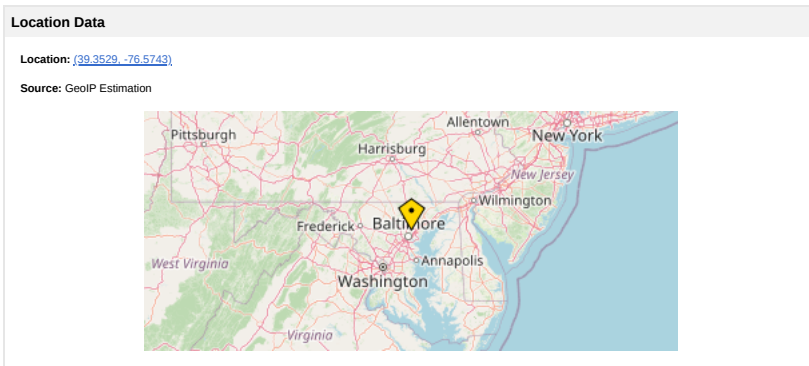 Location Data
Location: (39.3529, -76.5743)
Source: GeoIP Estimation
Allentown
Pittsburgh
New York
Harrisburg
New Jersey
Wilmington
Frederick
Baltimore
West Virginia
Annapolis
Washington
Virginia